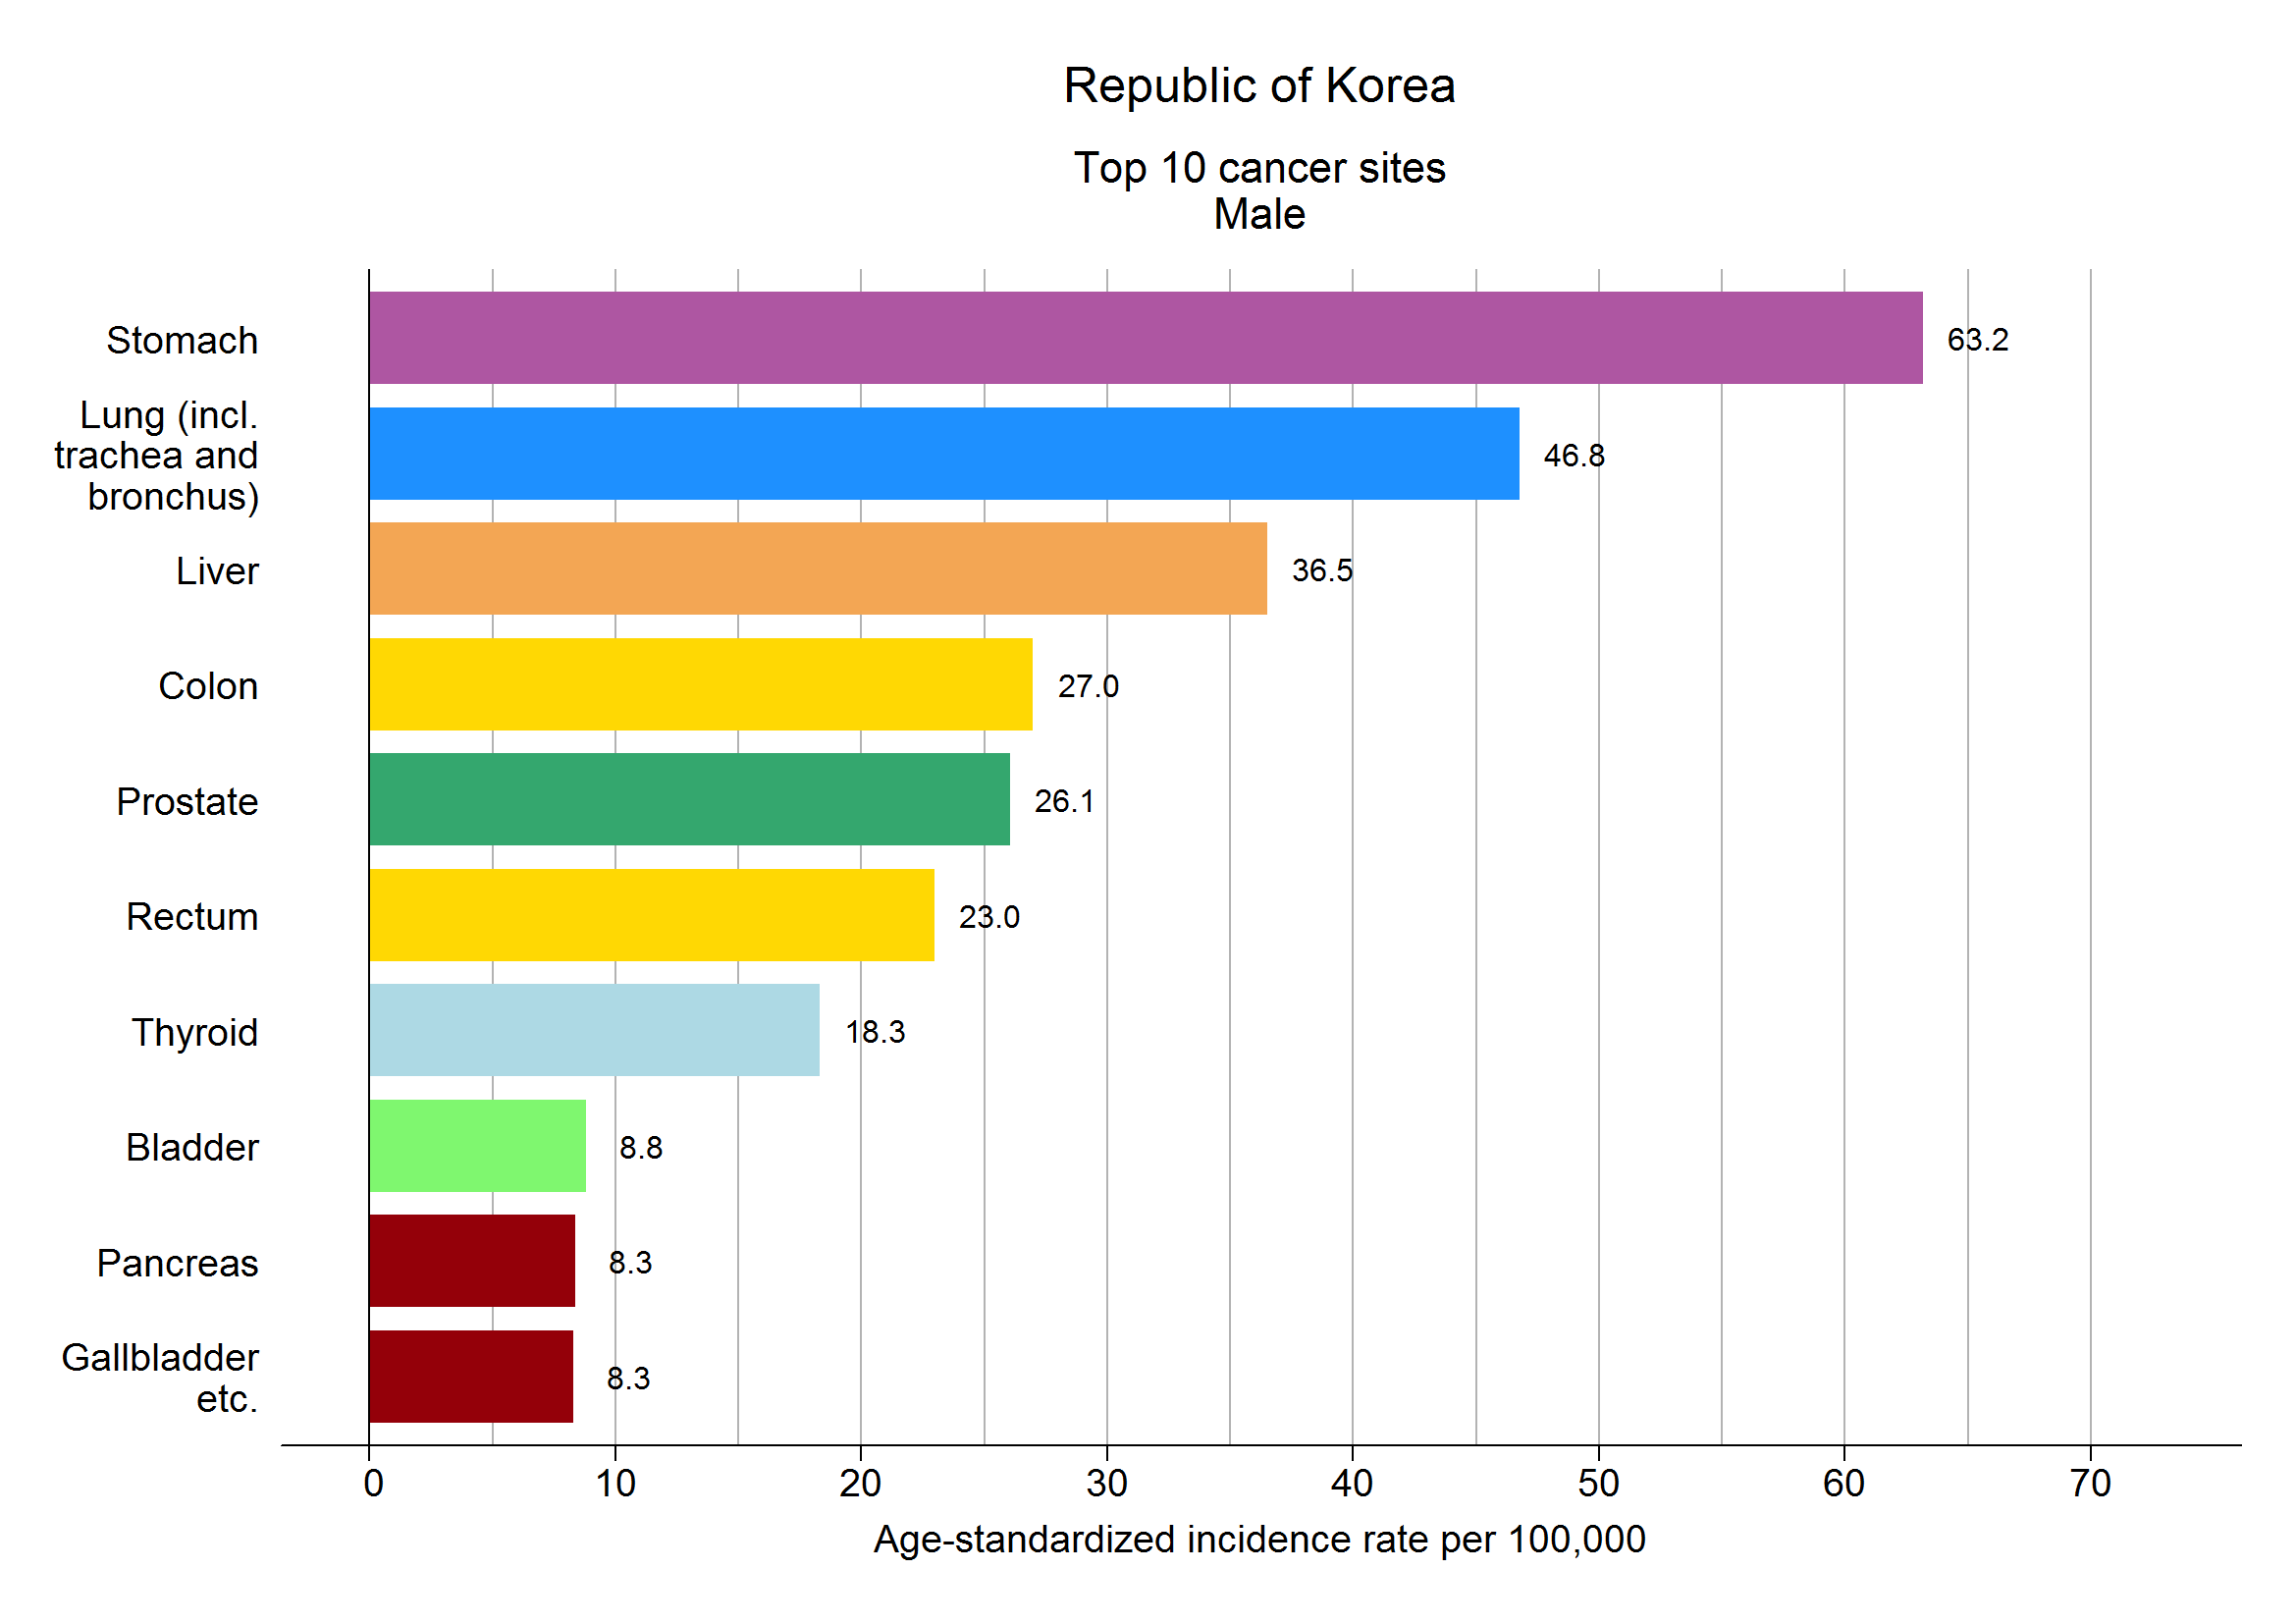 Republic of Korea
Top 10 cancer sites
Male
Stomach
63.2
Lung (incl.
trachea and
bronchus)
46.8
Liver
36.5
Colon
27.0
Prostate
26.1
Rectum
23.0
Thyroid
18.3
Bladder
8.8
Pancreas
8.3
Gallbladder
etc.
8.3
0 10 20 30 40 50 60 70
Age-standardized incidence rate per 100,000